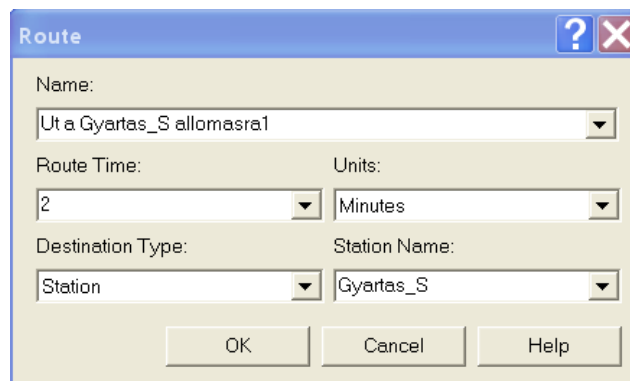 Route
Name:
Ut a Gyartas_S allomasra1
Route Time: Units:
2 Minutes
Destination Type: Station Name:
Station Gyartas_S
OK Cancel Help